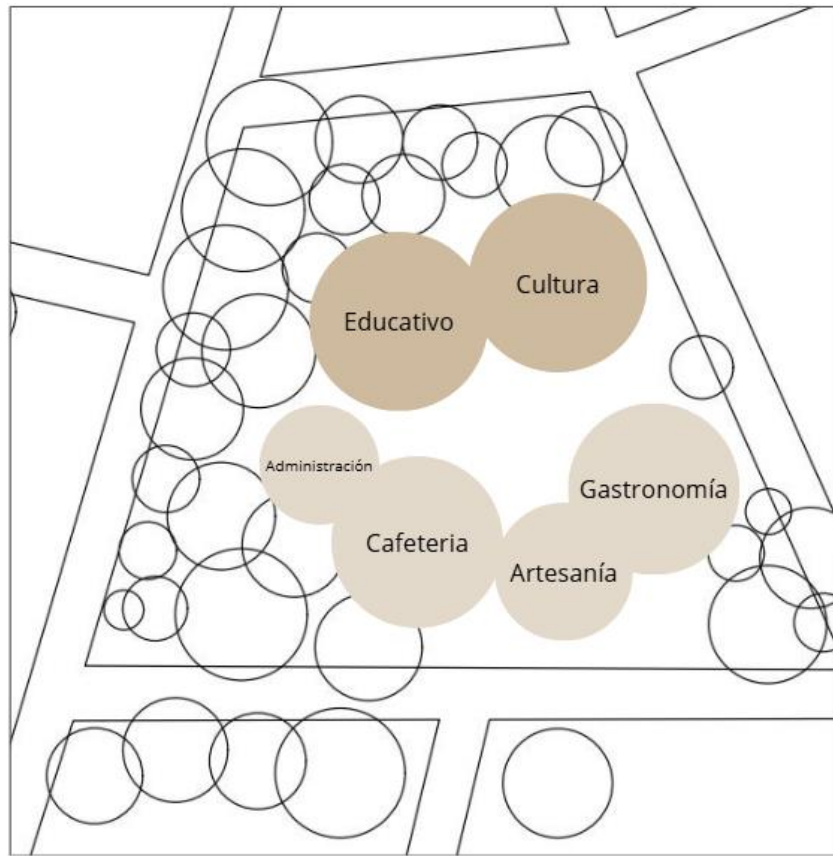 Cultura
Educativo
Administración
Gastronomía
Cafeteria
Artesanía